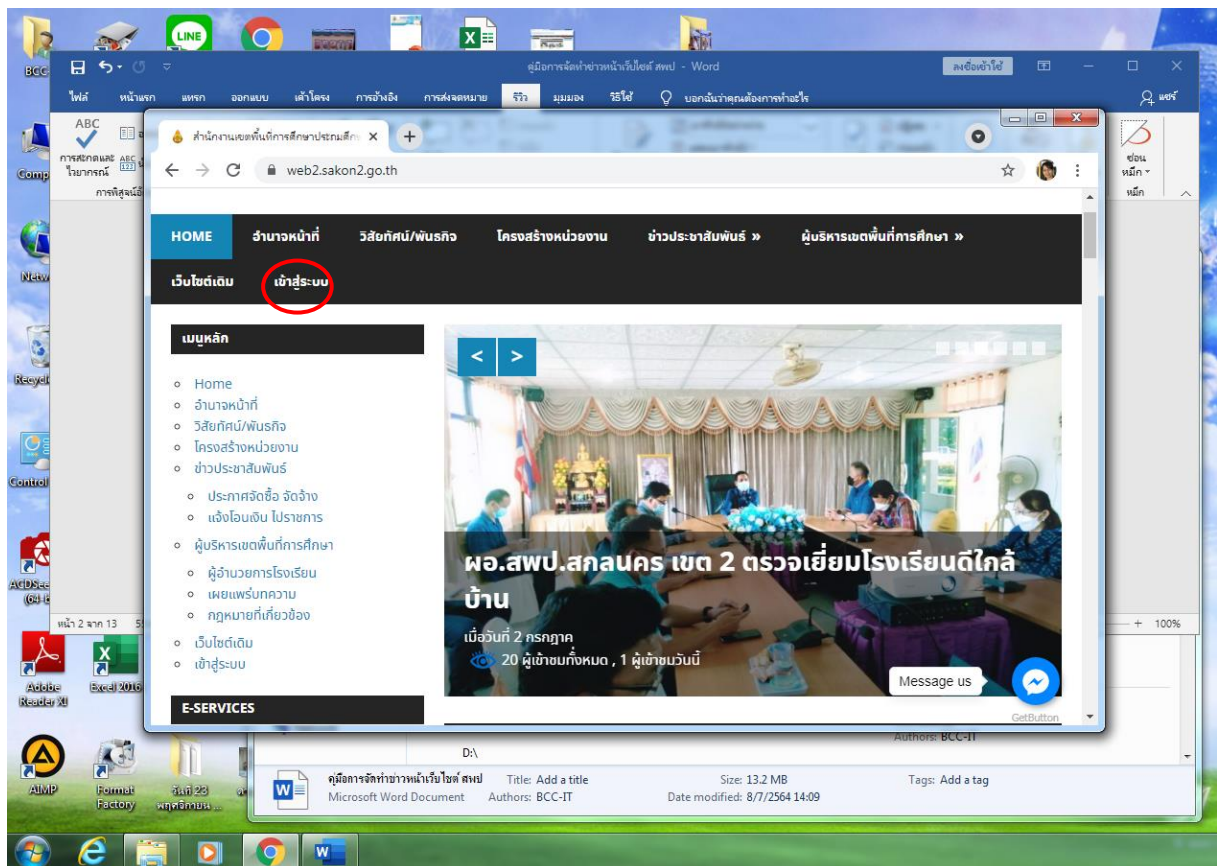 LINE
BCC-
คู่มือการจัดทำข่าวหน้าเว็บไซต์ สพป - Word
ลงชื่อเข้าใช้
ไฟล์ หน้าแรก แทรก ออกแบบ เค้าโครง การอ้างอิง การส่งจดหมาย รีวิว มุมมอง วิธีใช้ บอกฉันว่าคุณต้องการทำอะไร แชร์
ABC
การสะกดและ
ไวยากรณ์
ABC
123
การพิสูจน์อั
ซ่อน
หมึก
หมึก
สำนักงานเขตพื้นที่การศึกษาประถมศึก
web2.sakon2.go.th
HOME อำนาจหน้าที่ วิสัยทัศน์/พันธกิจ โครงสร้างหน่วยงาน ข่าวประชาสัมพันธ์ » ผู้บริหารเขตพื้นที่การศึกษา »
เว็บไซต์เดิม เข้าสู่ระบบ
เมนูหลัก
< >
Home
อำนาจหน้าที่
วิสัยทัศน์/พันธกิจ
โครงสร้างหน่วยงาน
ข่าวประชาสัมพันธ์
ประกาศจัดซื้อ จัดจ้าง
แจ้งโอนเงิน ไปราชการ
ผู้บริหารเขตพื้นที่การศึกษา
ผู้อำนวยการโรงเรียน
เผยแพร่บทความ
กฎหมายที่เกี่ยวข้อง
เว็บไซต์เดิม
เข้าสู่ระบบ
E-SERVICES
ผอ.สพป.สกลนคร เขต 2 ตรวจเยี่ยมโรงเรียนดีใกล้
บ้าน
เมื่อวันที่ 2 กรกฎาค
20 ผู้เข้าชมทั้งหมด , 1 ผู้เข้าชมวันนี้
Message us
GetButton
Comp
Netw
Recycl
Control
ACDSee
(64-b
หน้า 2 จาก 13
100%
Adobe
Reader XI
Excel 2016
AIMP
Format
Factory
วันที่ 23
พฤศจิกายน ...
D:\
Authors: BCC-IT
คู่มือการจัดทำข่าวหน้าเว็บไซต์ สพป Title: Add a title Size: 13.2 MB Tags: Add a tag
Microsoft Word Document Authors: BCC-IT Date modified: 8/7/2564 14:09